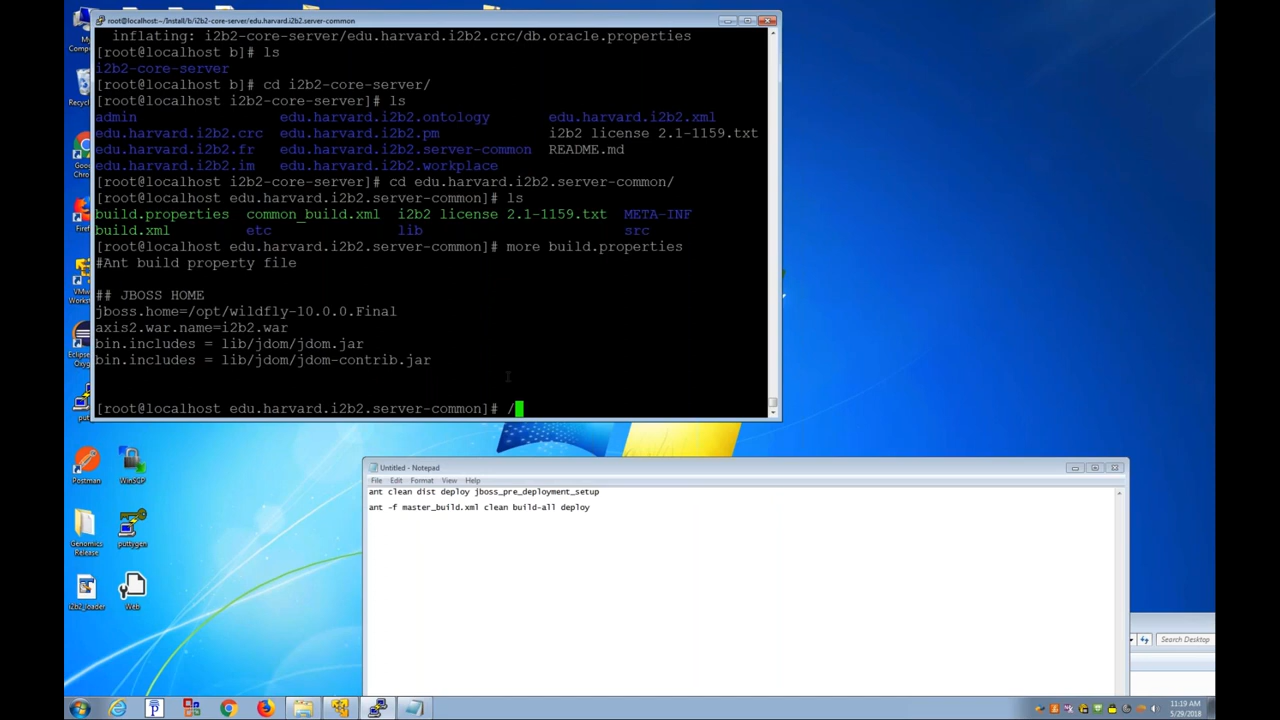 root@localhost:~/Install/b/i2b2-core-server/edu.harvard.i2b2.server-common
inflating: i2b2-core-server/edu.harvard.i2b2.crc/db.oracle.properties
[root@localhost b]# ls
i2b2-core-server
[root@localhost b]# cd i2b2-core-server/
[root@localhost i2b2-core-server]# ls
admin edu.harvard.i2b2.ontology edu.harvard.i2b2.xml
edu.harvard.i2b2.crc edu.harvard.i2b2.pm i2b2 license 2.1-1159.txt
edu.harvard.i2b2.fr edu.harvard.i2b2.server-common README.md
edu.harvard.i2b2.im edu.harvard.i2b2.workplace
[root@localhost i2b2-core-server]# cd edu.harvard.i2b2.server-common/
[root@localhost edu.harvard.i2b2.server-common]# ls
build.properties common_build.xml i2b2 license 2.1-1159.txt META-INF
build.xml etc lib src
[root@localhost edu.harvard.i2b2.server-common]# more build.properties
#Ant build property file
## JBOSS HOME
jboss.home=/opt/wildfly-10.0.0.Final
axis2.war.name=i2b2.war
bin.includes = lib/jdom/jdom.jar
bin.includes = lib/jdom/jdom-contrib.jar
[root@localhost edu.harvard.i2b2.server-common]# /
Untitled - Notepad
File Edit Format View Help
ant clean dist deploy jboss_pre_deployment_setup
ant -f master_build.xml clean build-all deploy
Postman
WinSCP
Genomics Release
puttygen
i2b2_loader
Web
Search Desktop
11:19 AM
5/29/2018